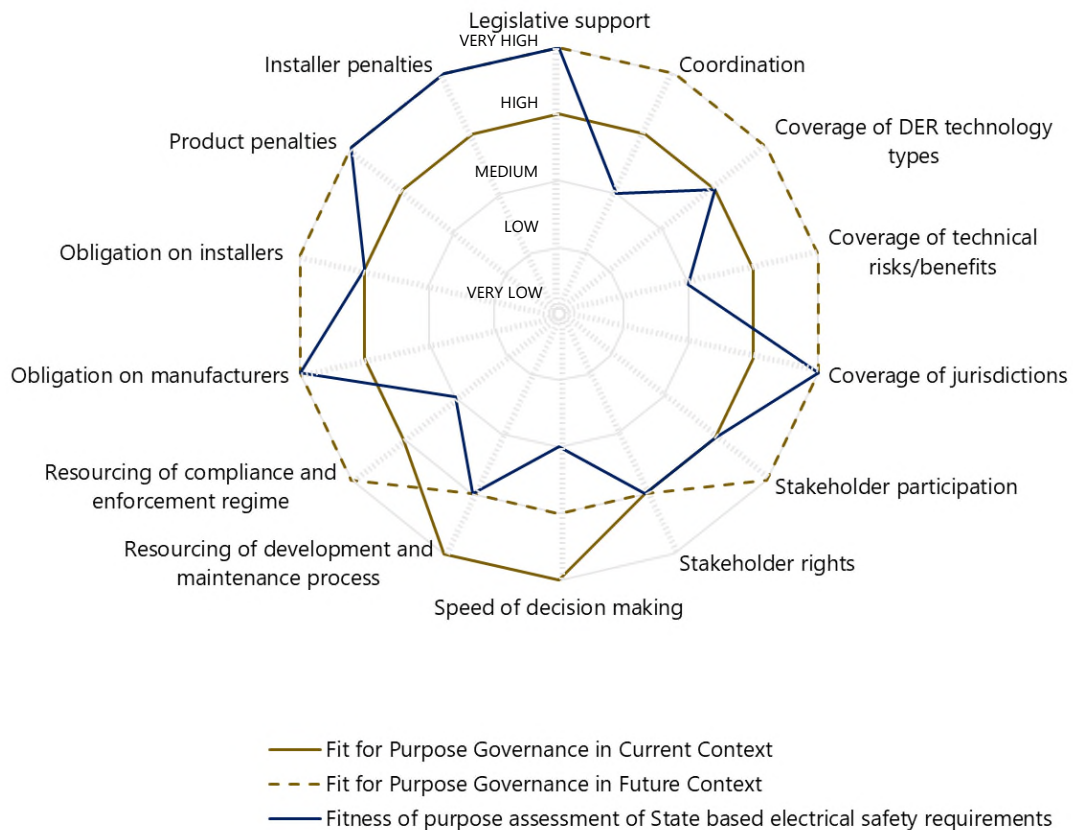 Legislative support
VERY HIGH
Installer penalties
Coordination
HIGH
Product penalties
Coverage of DER technology
types
MEDIUM
LOW
Obligation on installers
Coverage of technical
risks/benefits
VERY LOW
Obligation on manufacturers
Coverage of jurisdictions
Resourcing of compliance and
enforcement regime
Stakeholder participation
Resourcing of development and
maintenance process
Stakeholder rights
Speed of decision making
Fit for Purpose Governance in Current Context
Fit for Purpose Governance in Future Context
Fitness of purpose assessment of State based electrical safety requirements